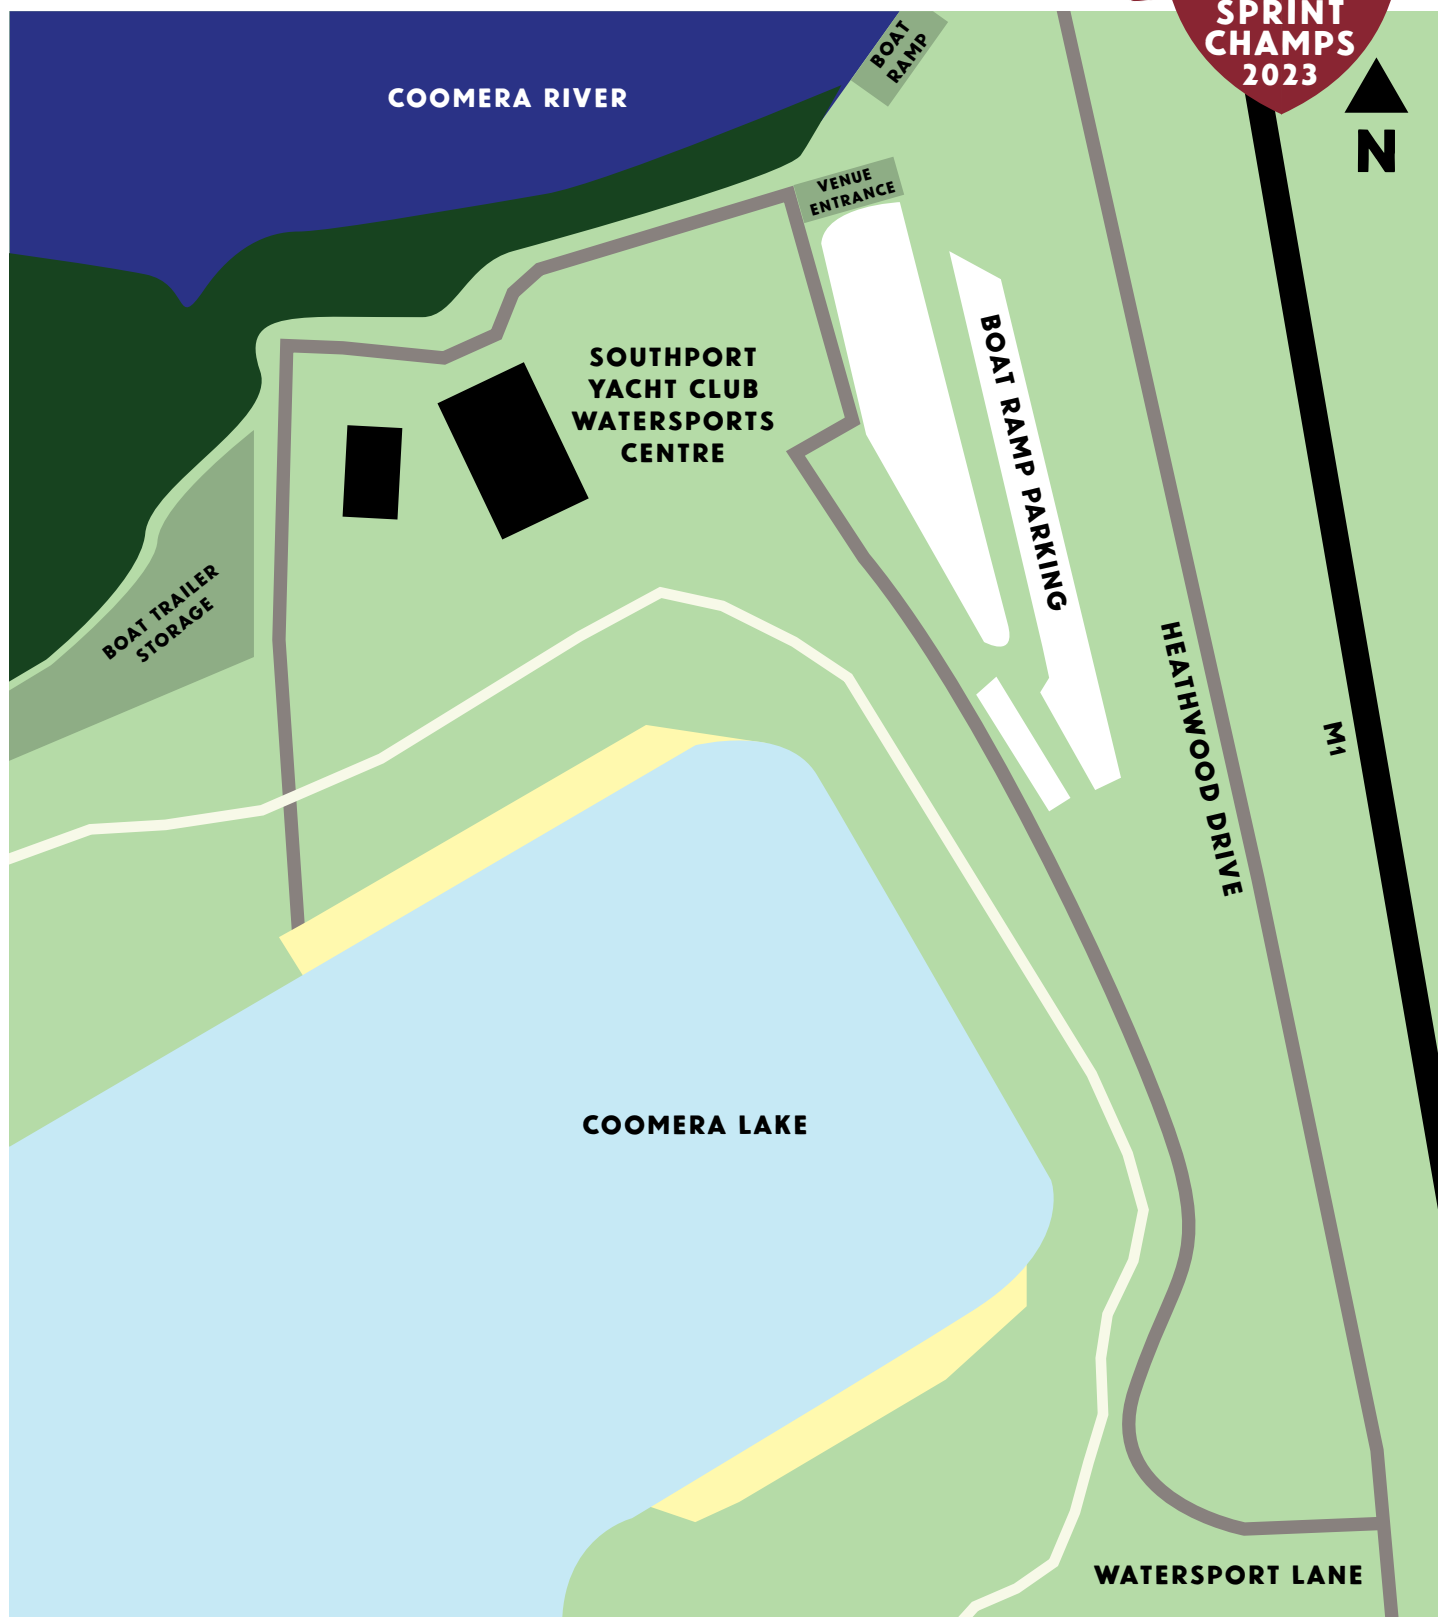 SPRINT
CHAMPS
2023
BOAT
RAMP
COOMERA RIVER
N
VENUE
ENTRANCE
SOUTHPORT
YACHT CLUB
WATERSPORTS
CENTRE
BOAT RAMP PARKING
BOAT TRAILER
STORAGE
HEATHWOOD DRIVE
M1
COOMERA LAKE
WATERSPORT LANE